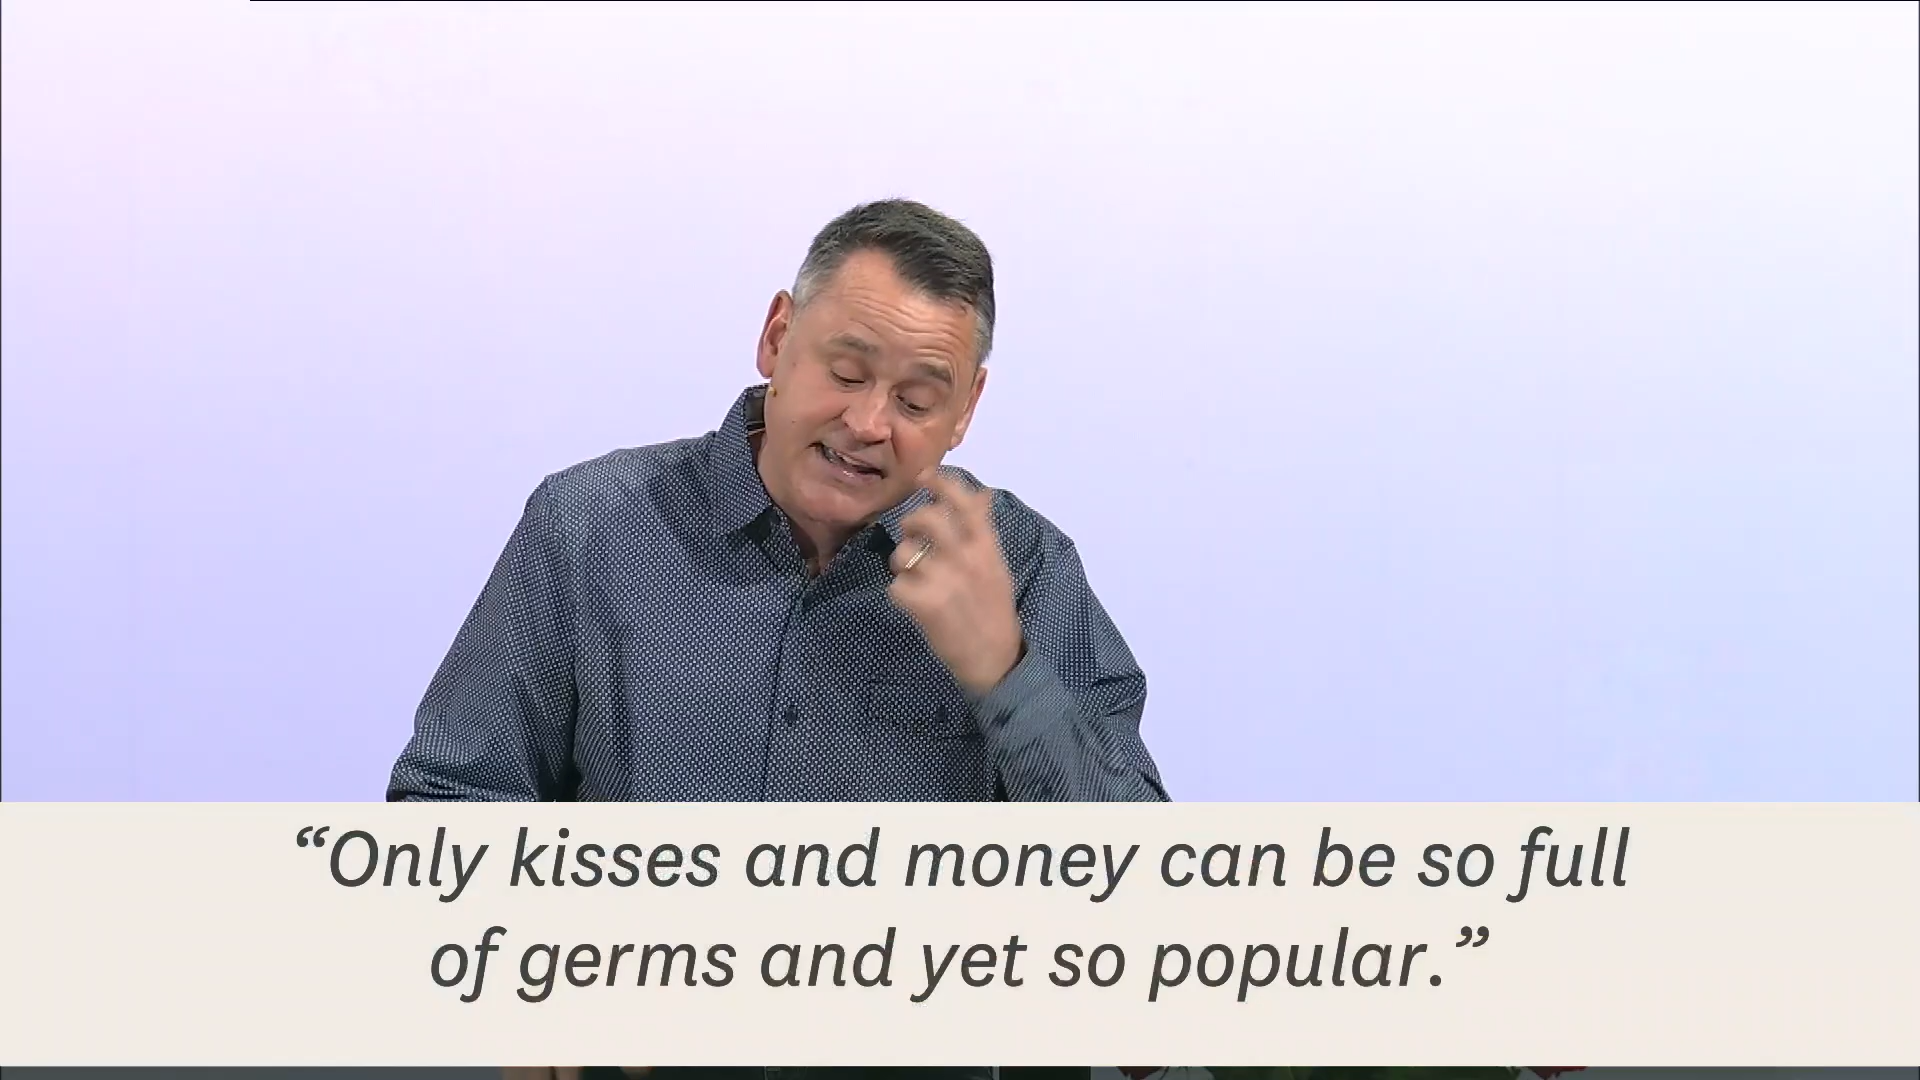 “Only kisses and money can be so full
of germs and yet so popular.”